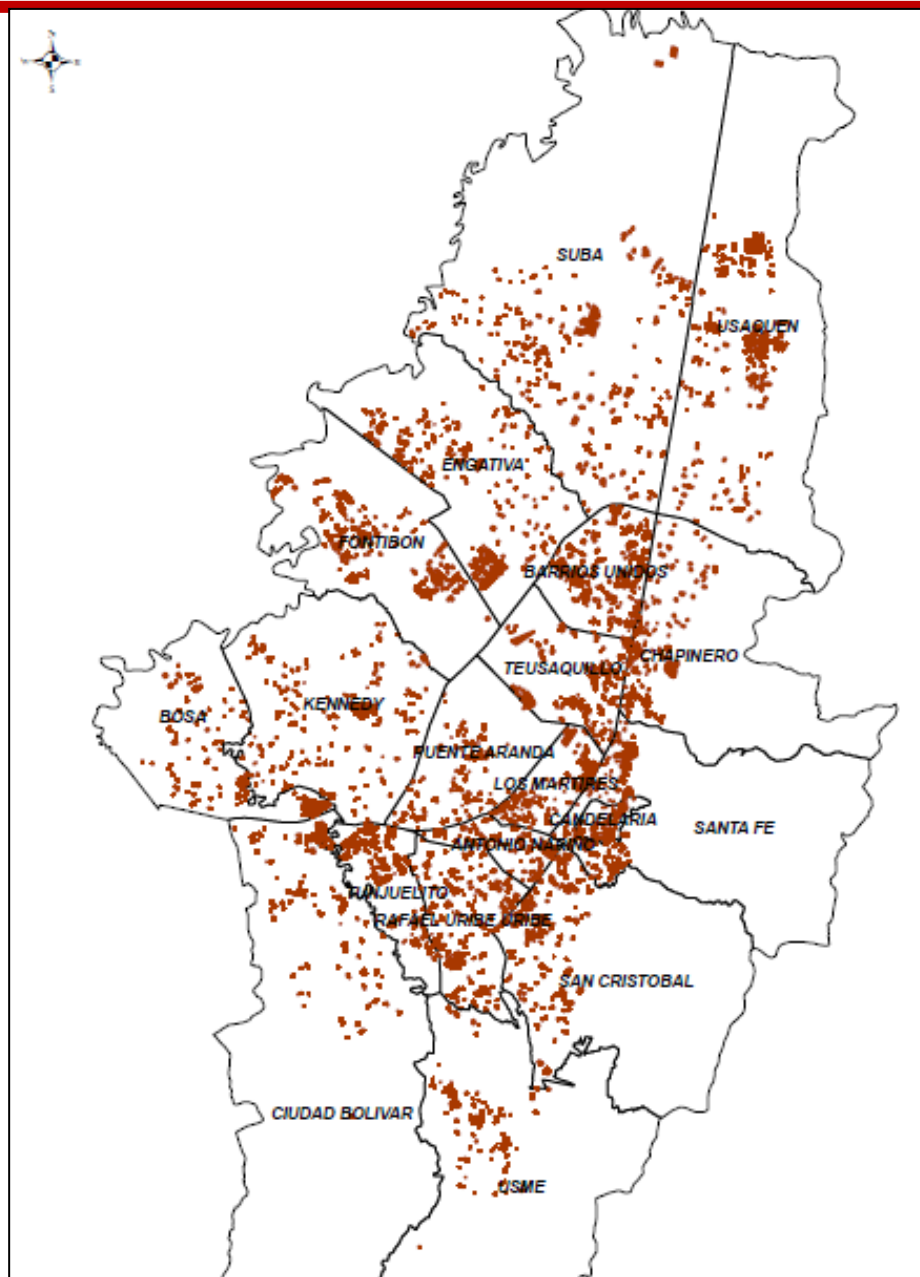 SUBA
USAQUEN
ENGATIVA
FONTIBON
BARRIOS UNIDOS
CHAPINERO
TEUSAQUILLO
KENNEDY
BOSA
PUENTE ARANDA
LOS MARTIRES
CANDELARIA
SANTA FE
ANTONIO NARIÑO
TUNJUELITO
RAFAEL URIBE URIBE
SAN CRISTOBAL
CIUDAD BOLIVAR
USME